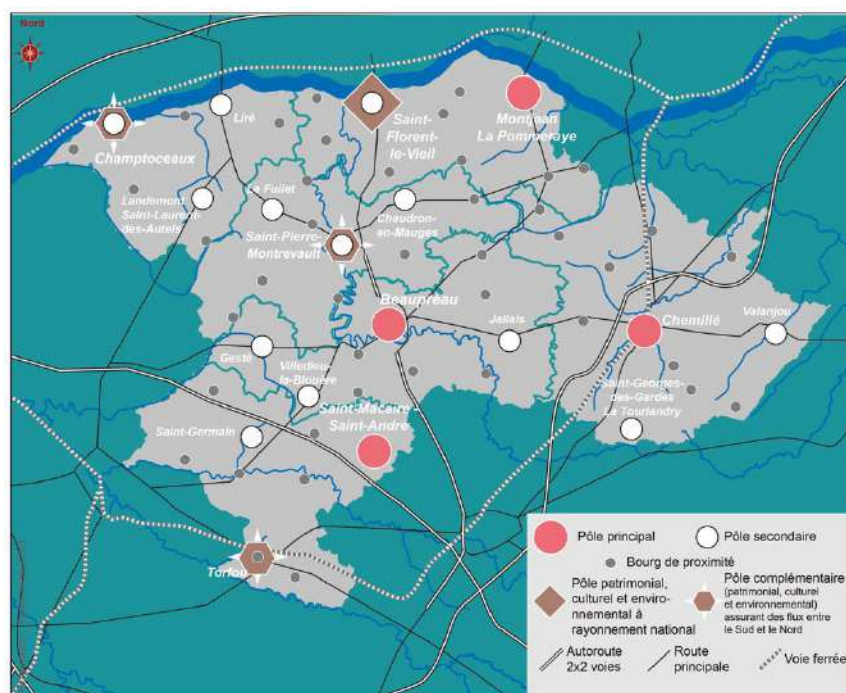 Nord
Liré
Champtoceaux
Saint-
Florent-
le-Vieil
Montjean
La Pommeraye
Landemont
Saint-Laurent-
des-Autels
Le Fuilet
Saint-Pierre-
Montrevault
Chaudron-
en-Mauges
Beaupréau
Jallais
Chemillé
Valanjou
Gesté
Villedieu-
la-Blouère
Saint-Macaire -
Saint-André
Saint-Georges-
des-Gardes
La Tourlandry
Saint-Germain
Torfou
Pôle principal
Pôle secondaire
Bourg de proximité
Pôle patrimonial,
culturel et enviro-
nnemental à
rayonnement national
Pôle complémentaire
(patrimonial, culturel
et environnemental)
assurant des flux entre
le Sud et le Nord
Autoroute
2x2 voies
Route
principale
Voie ferrée